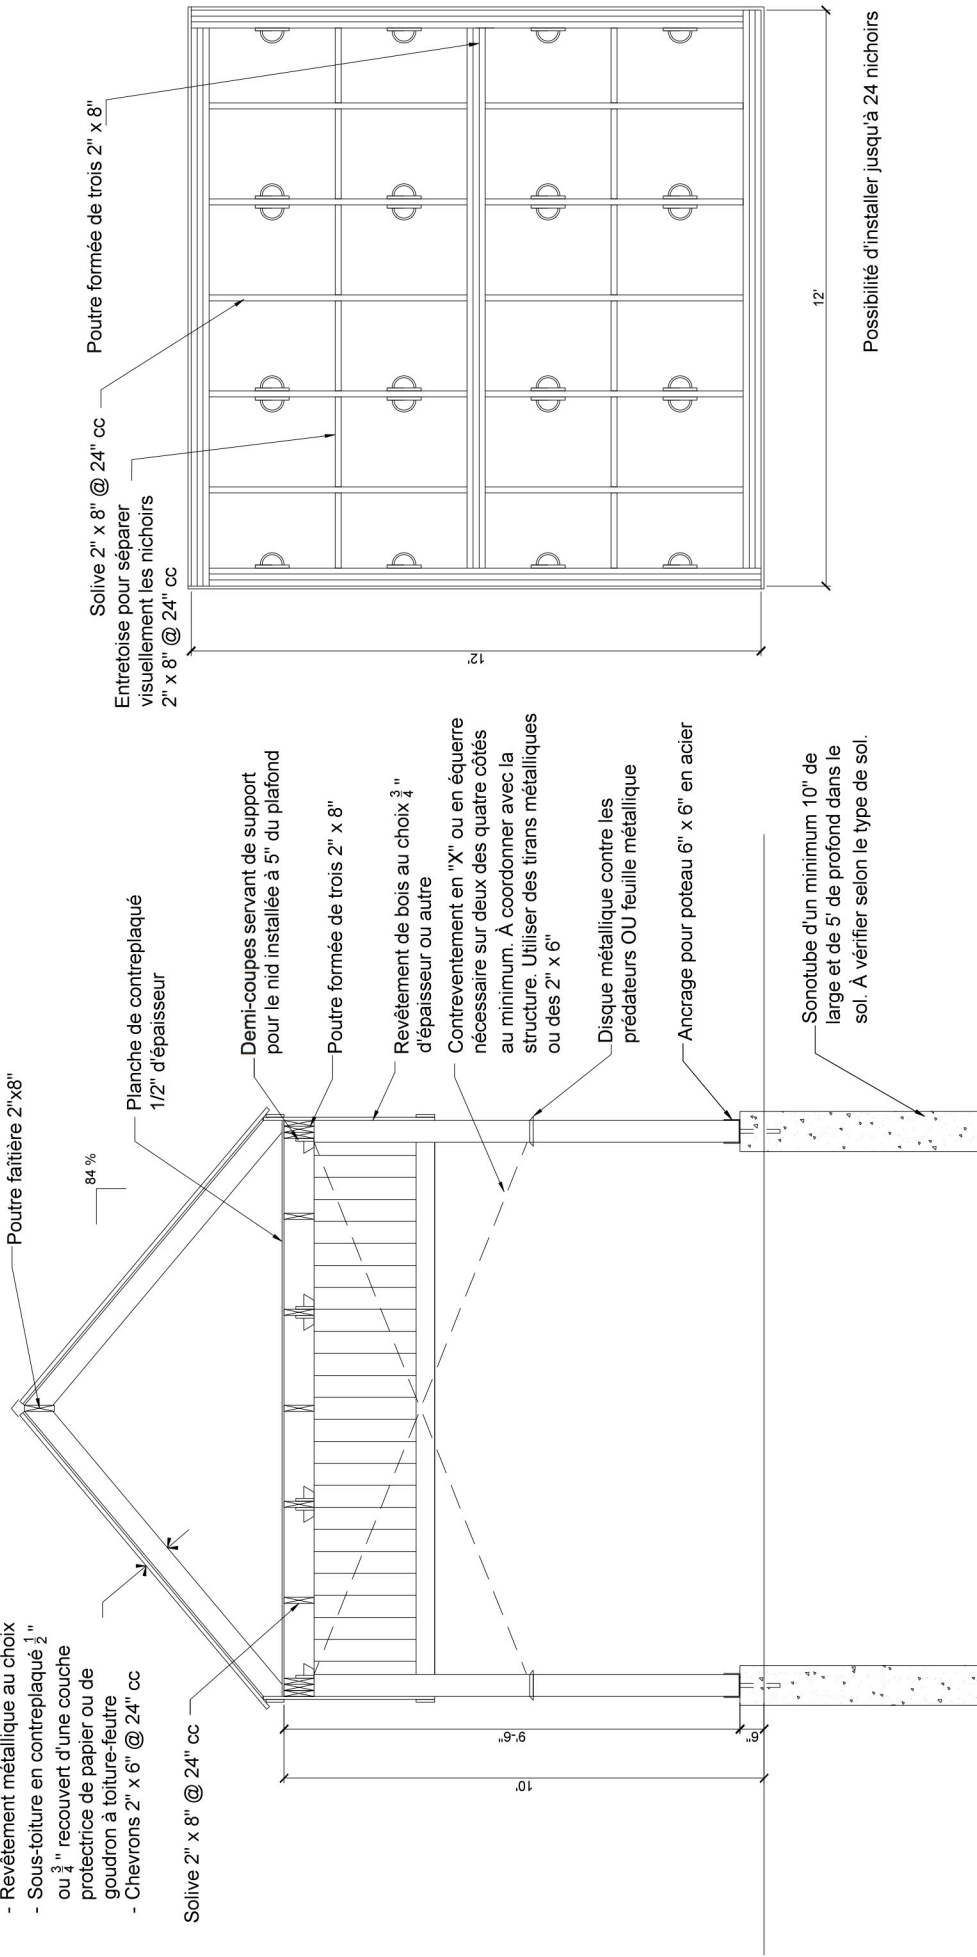 - Revêtement métallique au choix
- Sous-toiture en contreplaqué 1/2"
ou 3/4" recouvert d'une couche
protectrice de papier ou de
goudron à toiture-feutre
- Chevrons 2" x 6" @ 24" cc
Solive 2" x 8" @ 24" cc
Poutre faîtière 2"x8"
84 %
Planche de contreplaqué
1/2" d'épaisseur
Demi-coupes servant de support
pour le nid installée à 5" du plafond
Poutre formée de trois 2" x 8"
Revêtement de bois au choix 3/4"
d'épaisseur ou autre
Contreventement en "X" ou en équerre
nécessaire sur deux des quatre côtés
au minimum. À coordonner avec la
structure. Utiliser des tirans métalliques
ou des 2" x 6"
Disque métallique contre les
prédateurs OU feuille métallique
Ancrage pour poteau 6" x 6" en acier
Sonotube d'un minimum 10" de
large et de 5' de profond dans le
sol. À vérifier selon le type de sol.
9'-6"
6"
10'
Poutre formée de trois 2" x 8"
Solive 2" x 8" @ 24" cc
Entretoise pour séparer
visuellement les nichoirs
2" x 8" @ 24" cc
12'
12'
Possibilité d'installer jusqu'à 24 nichoirs